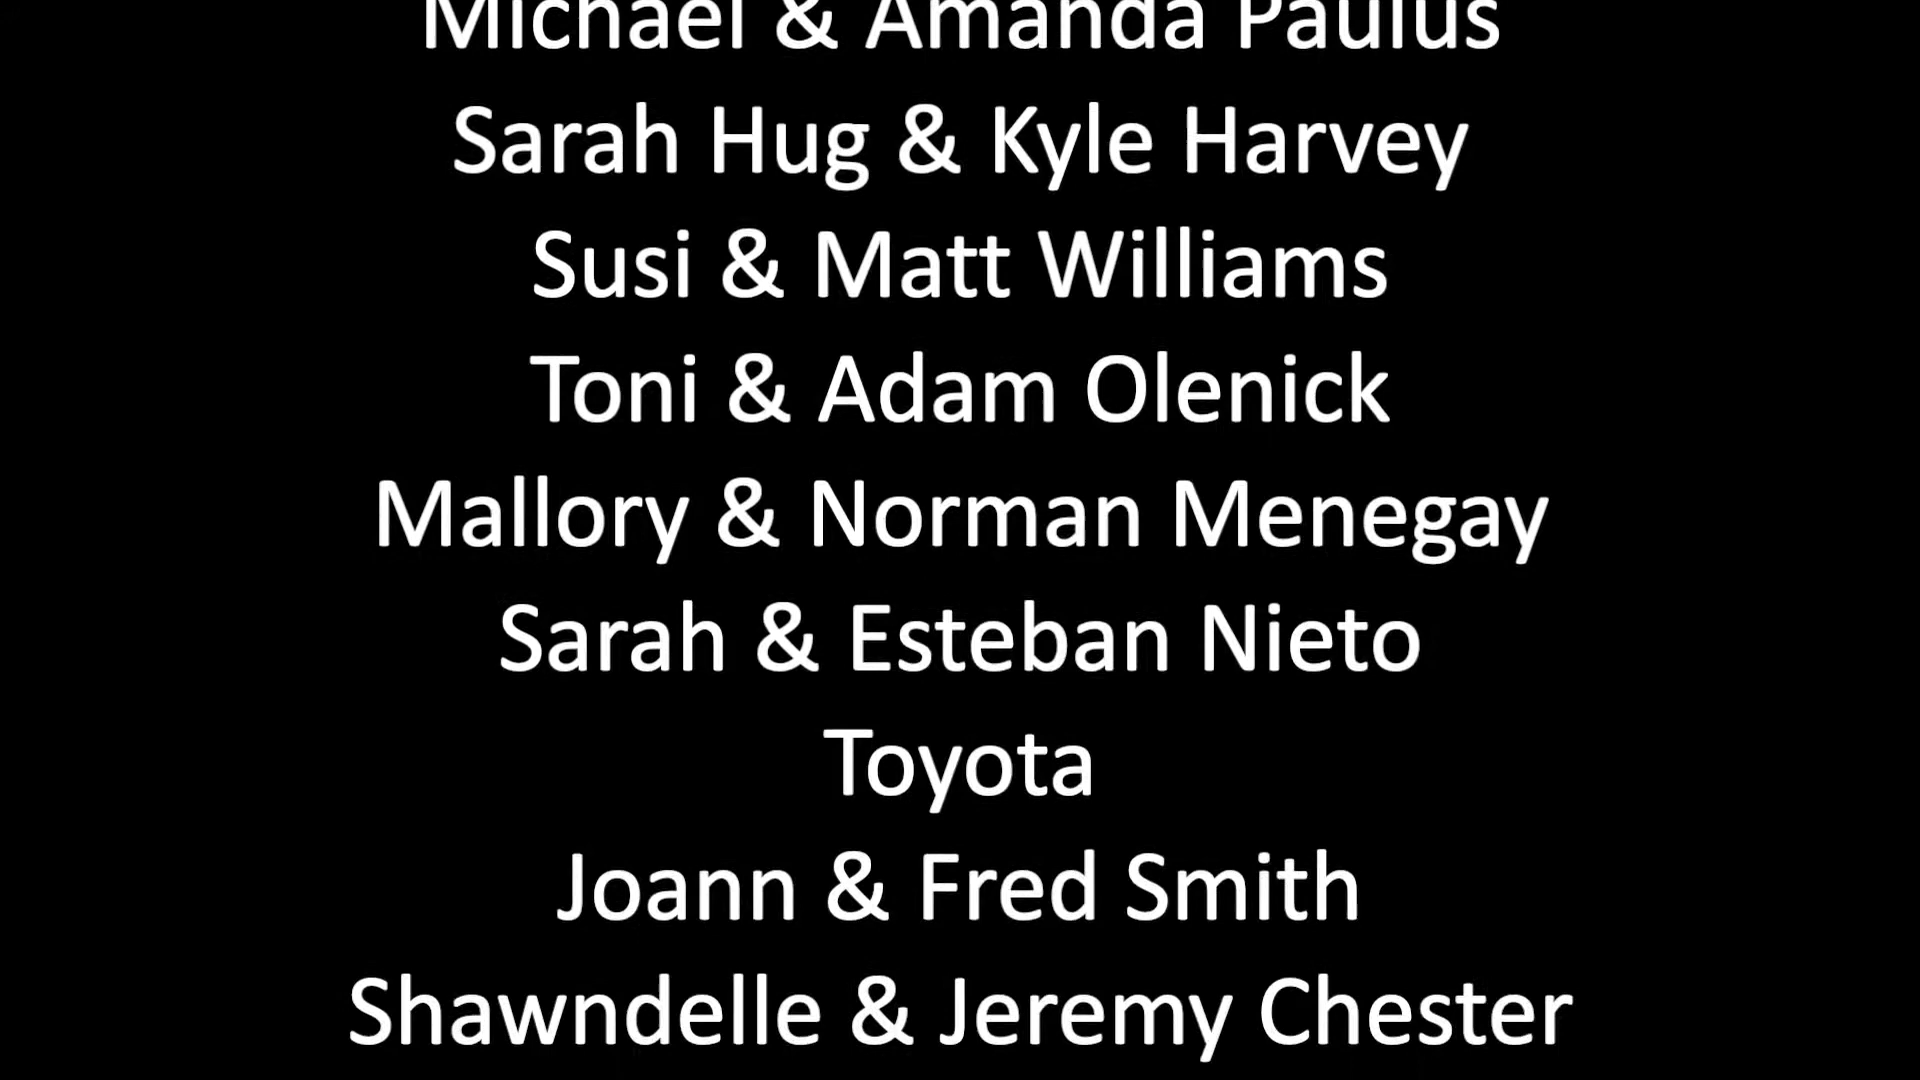 Michael & Amanda Paulus
Sarah Hug & Kyle Harvey
Susi & Matt Williams
Toni & Adam Olenick
Mallory & Norman Menegay
Sarah & Esteban Nieto
Toyota
Joann & Fred Smith
Shawndelle & Jeremy Chester